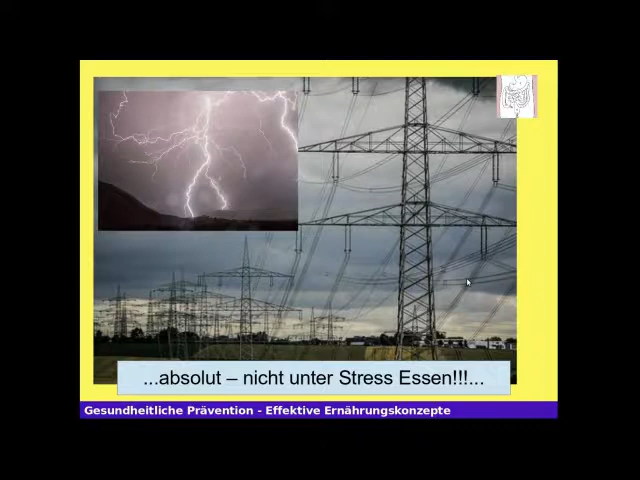 ...absolut – nicht unter Stress Essen!!!...
Gesundheitliche Prävention - Effektive Ernährungskonzepte